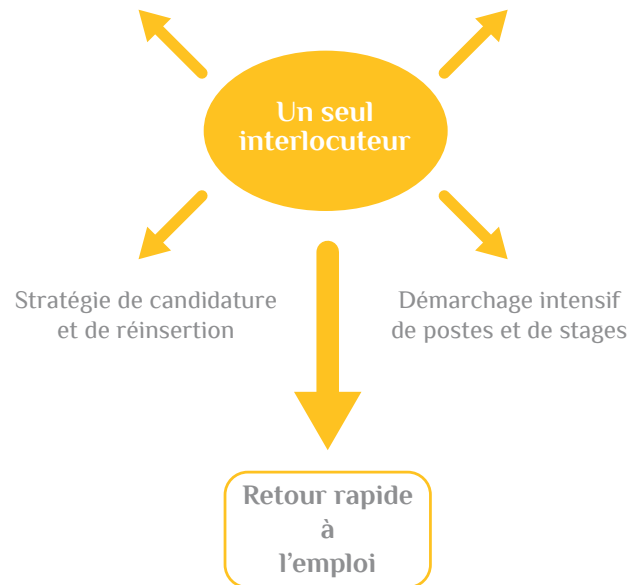 Un seul
interlocuteur
Stratégie de candidature
et de réinsertion
Démarchage intensif
de postes et de stages
Retour rapide
à
l’emploi